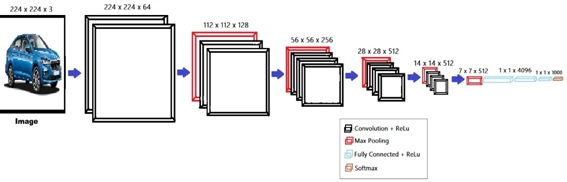 224 x 224 x 3
224 x 224 x 64
112 x 112 x 128
56 x 56 x 256
28 x 28 x 512
14 x 14 x 512
7 x 7 x 512
1 x 1 x 4096
1 x 1 x 1000
Image
Convolution + ReLu
Max Pooling
Fully Connected + ReLu
Softmax